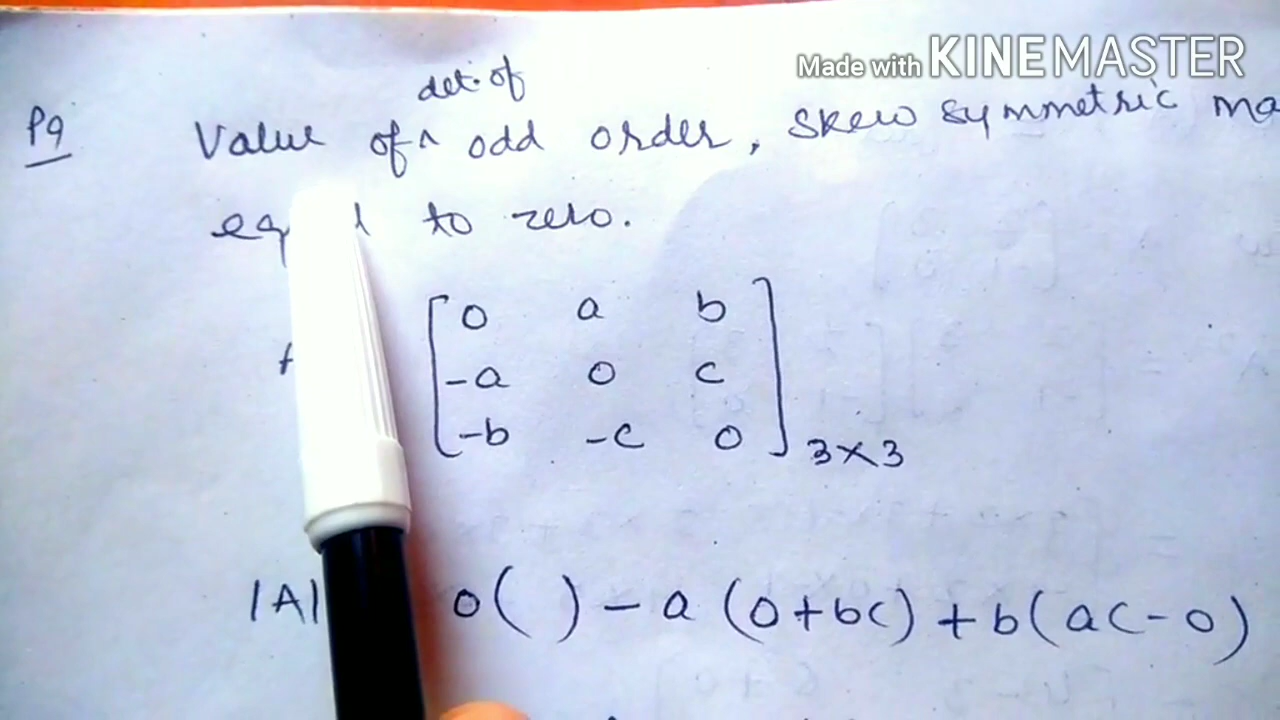 Made with KINEMASTER
det. of
P9 Value of ^ odd order, skew symmetric
to zero.
0 a b
-a 0 c
-b -c 0
3×3
|A| 0( ) - a (0+bc) + b(ac-0)